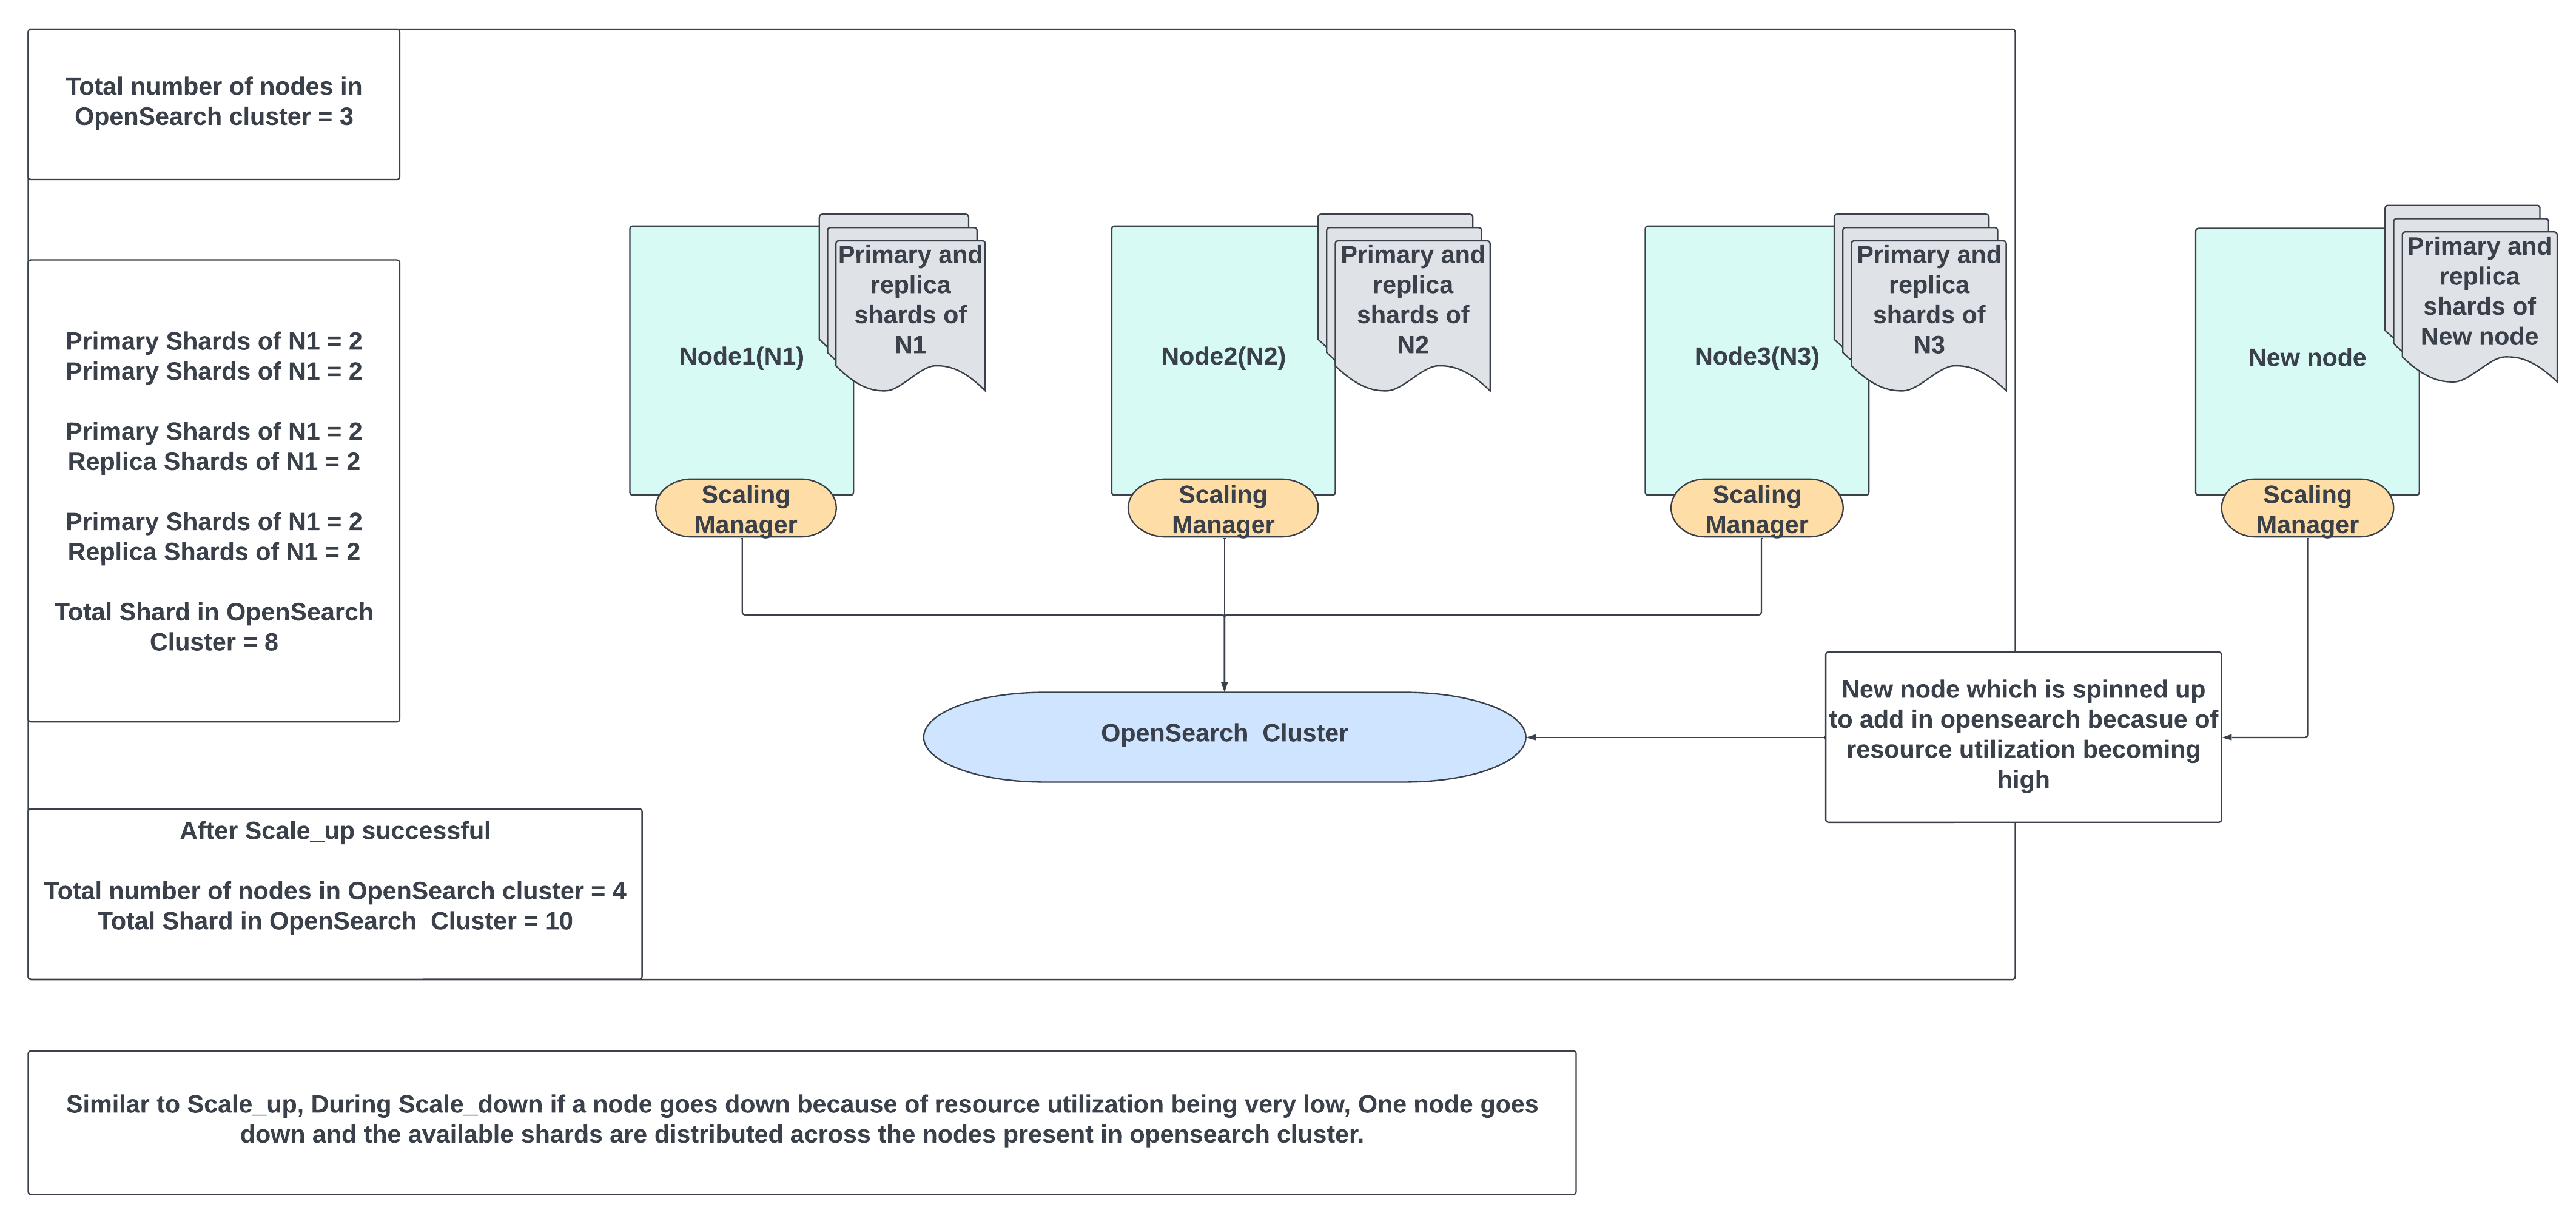 Total number of nodes in
OpenSearch cluster = 3
Primary Shards of N1 = 2
Primary Shards of N1 = 2
Primary Shards of N1 = 2
Replica Shards of N1 = 2
Primary Shards of N1 = 2
Replica Shards of N1 = 2
Total Shard in OpenSearch
Cluster = 8
Node1(N1)
Primary and
replica
shards of
N1
Scaling
Manager
Node2(N2)
Primary and
replica
shards of
N2
Scaling
Manager
Node3(N3)
Primary and
replica
shards of
N3
Scaling
Manager
New node
Primary and
replica
shards of
New node
Scaling
Manager
OpenSearch  Cluster
New node which is spinned up
to add in opensearch becasue of
resource utilization becoming
high
After Scale_up successful
Total number of nodes in OpenSearch cluster = 4
Total Shard in OpenSearch  Cluster = 10
Similar to Scale_up, During Scale_down if a node goes down because of resource utilization being very low, One node goes
down and the available shards are distributed across the nodes present in opensearch cluster.